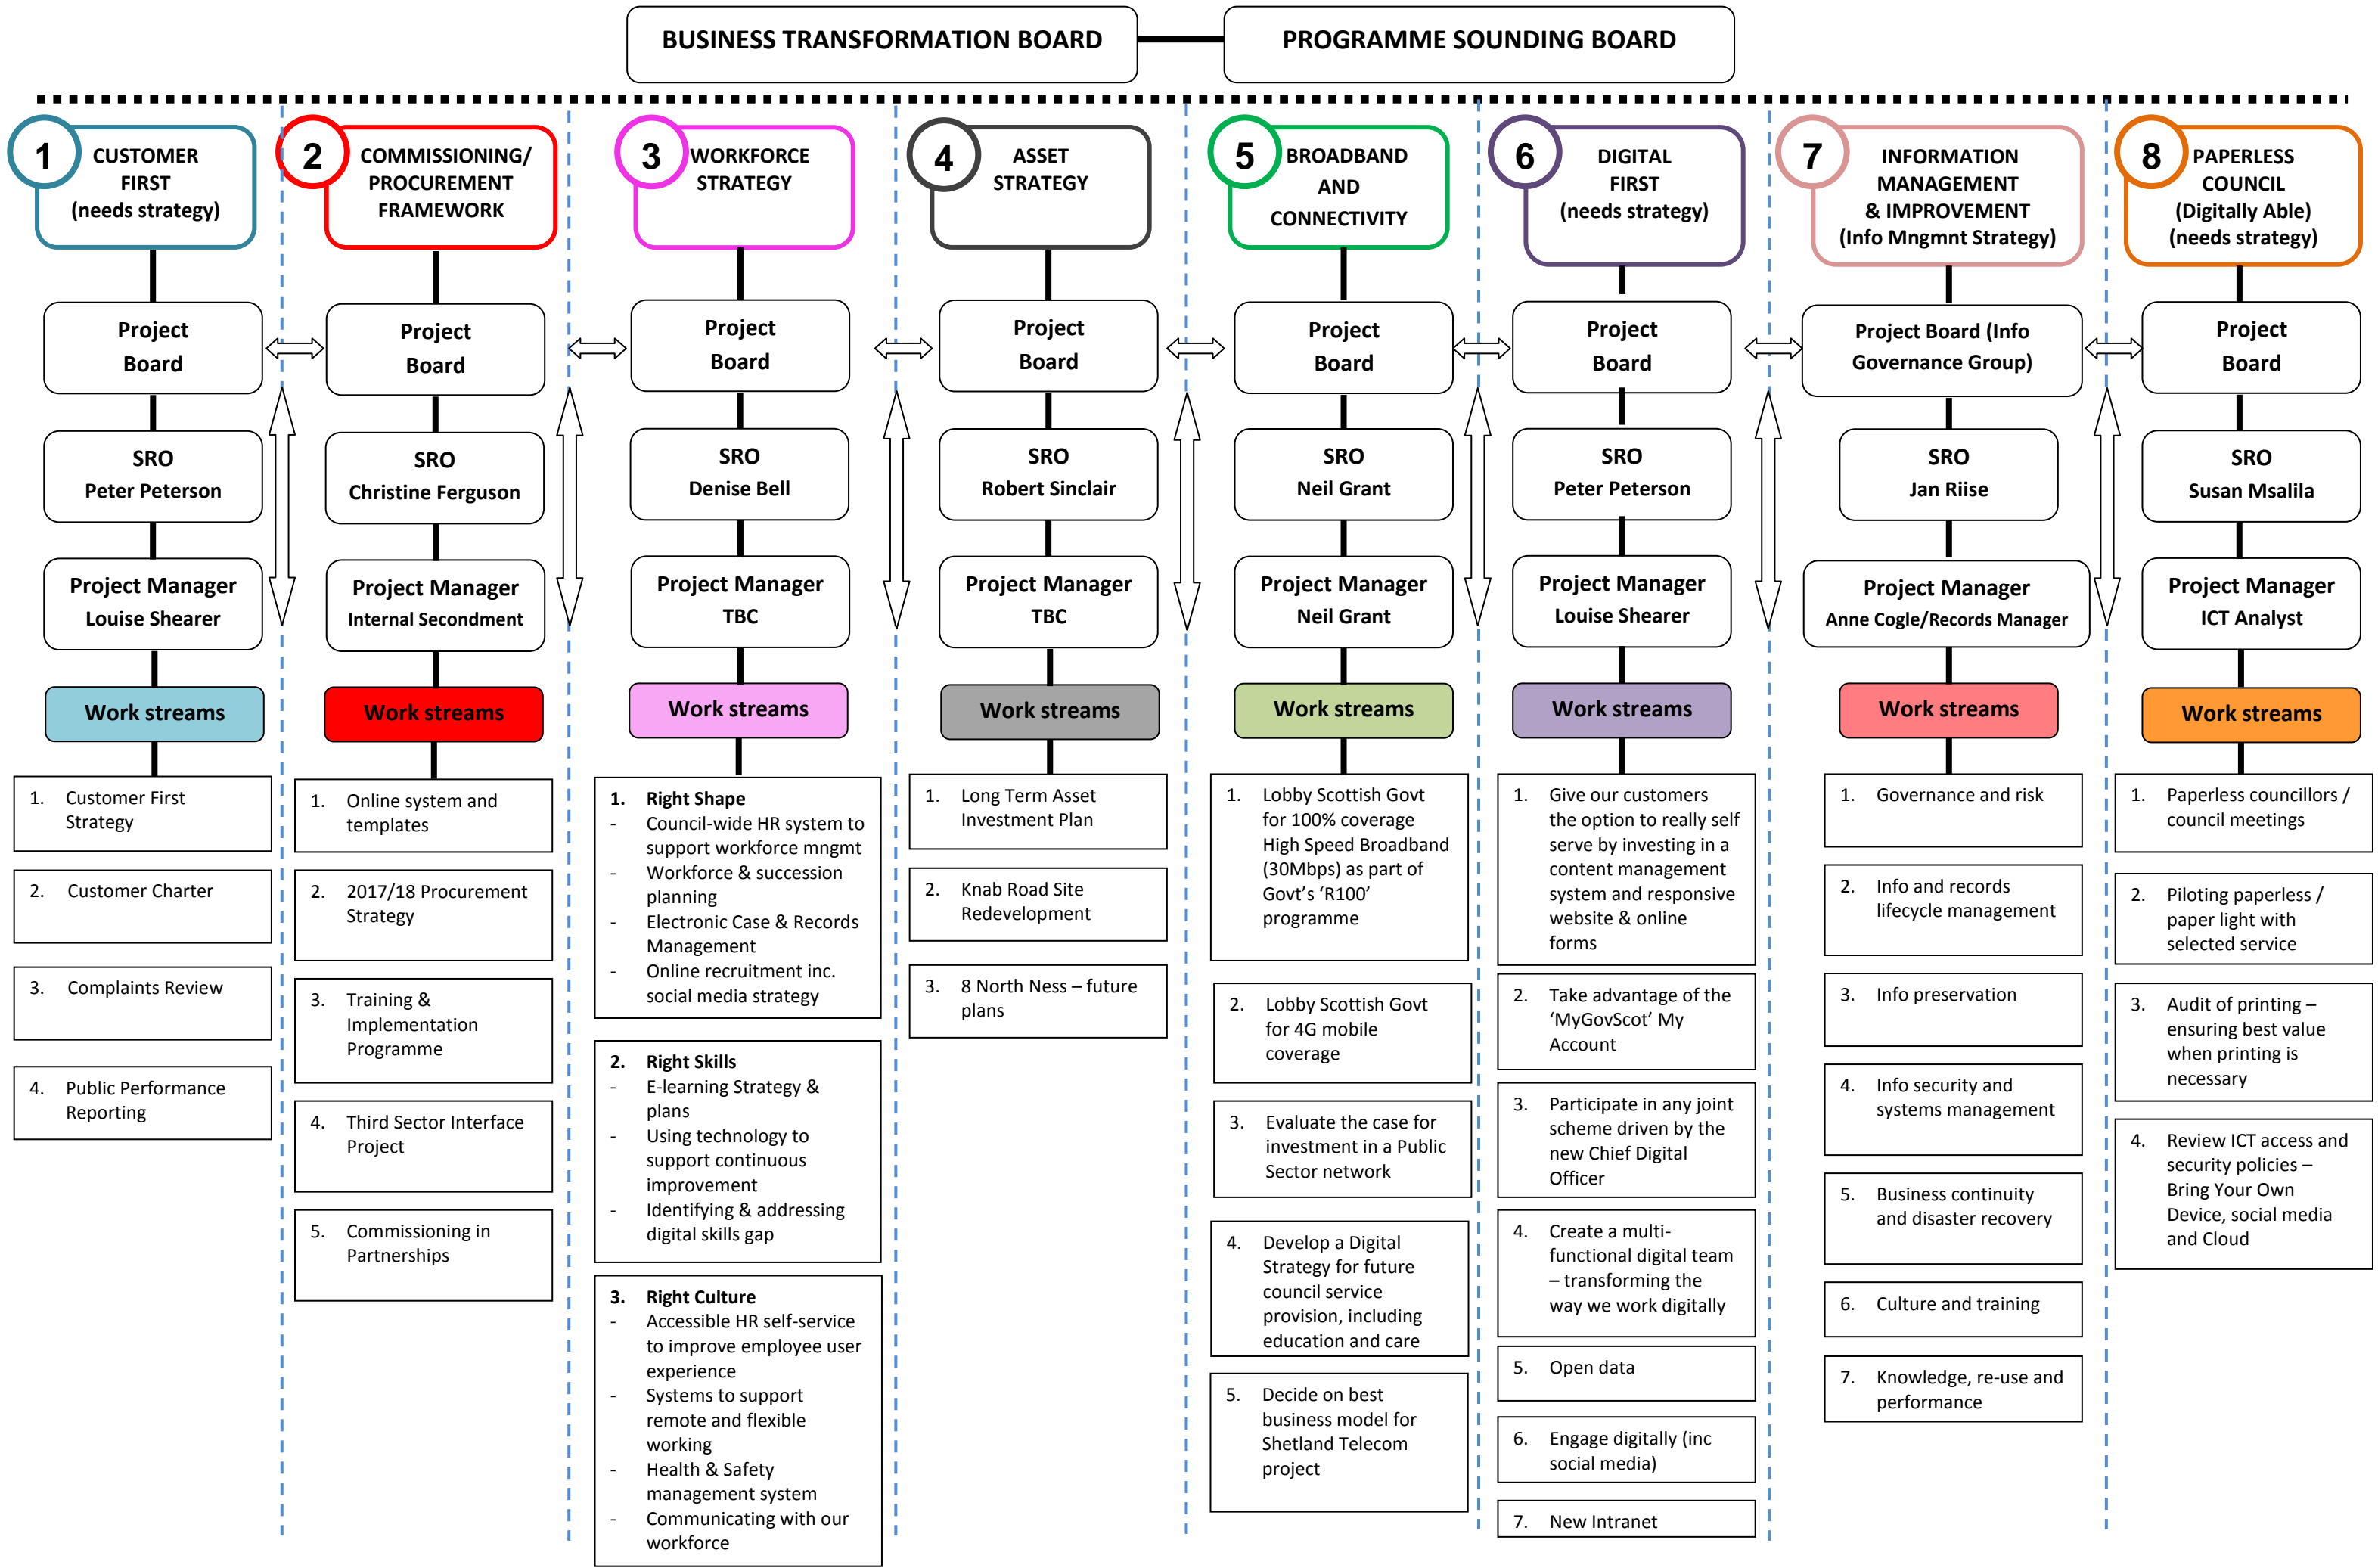 BUSINESS TRANSFORMATION BOARD
PROGRAMME SOUNDING BOARD
1
CUSTOMER
FIRST
(needs strategy)
Project
Board
SRO
Peter Peterson
Project Manager
Louise Shearer
Work streams
1. Customer First
Strategy
2. Customer Charter
3. Complaints Review
4. Public Performance
Reporting
2
COMMISSIONING/
PROCUREMENT
FRAMEWORK
Project
Board
SRO
Christine Ferguson
Project Manager
Internal Secondment
Work streams
1. Online system and
templates
2. 2017/18 Procurement
Strategy
3. Training &
Implementation
Programme
4. Third Sector Interface
Project
5. Commissioning in
Partnerships
3
WORKFORCE
STRATEGY
Project
Board
SRO
Denise Bell
Project Manager
TBC
Work streams
1. Right Shape
- Council-wide HR system to
support workforce mngmt
- Workforce & succession
planning
- Electronic Case & Records
Management
- Online recruitment inc.
social media strategy
2. Right Skills
- E-learning Strategy &
plans
- Using technology to
support continuous
improvement
- Identifying & addressing
digital skills gap
3. Right Culture
- Accessible HR self-service
to improve employee user
experience
- Systems to support
remote and flexible
working
- Health & Safety
management system
- Communicating with our
workforce
4
ASSET
STRATEGY
Project
Board
SRO
Robert Sinclair
Project Manager
TBC
Work streams
1. Long Term Asset
Investment Plan
2. Knab Road Site
Redevelopment
3. 8 North Ness – future
plans
5
BROADBAND
AND
CONNECTIVITY
Project
Board
SRO
Neil Grant
Project Manager
Neil Grant
Work streams
1. Lobby Scottish Govt
for 100% coverage
High Speed Broadband
(30Mbps) as part of
Govt’s ‘R100’
programme
2. Lobby Scottish Govt
for 4G mobile
coverage
3. Evaluate the case for
investment in a Public
Sector network
4. Develop a Digital
Strategy for future
council service
provision, including
education and care
5. Decide on best
business model for
Shetland Telecom
project
6
DIGITAL
FIRST
(needs strategy)
Project
Board
SRO
Peter Peterson
Project Manager
Louise Shearer
Work streams
1. Give our customers
the option to really self
serve by investing in a
content management
system and responsive
website & online
forms
2. Take advantage of the
‘MyGovScot’ My
Account
3. Participate in any joint
scheme driven by the
new Chief Digital
Officer
4. Create a multi-
functional digital team
– transforming the
way we work digitally
5. Open data
6. Engage digitally (inc
social media)
7. New Intranet
7
INFORMATION
MANAGEMENT
& IMPROVEMENT
(Info Mngmnt Strategy)
Project Board (Info
Governance Group)
SRO
Jan Riise
Project Manager
Anne Cogle/Records Manager
Work streams
1. Governance and risk
2. Info and records
lifecycle management
3. Info preservation
4. Info security and
systems management
5. Business continuity
and disaster recovery
6. Culture and training
7. Knowledge, re-use and
performance
8
PAPERLESS
COUNCIL
(Digitally Able)
(needs strategy)
Project
Board
SRO
Susan Msalila
Project Manager
ICT Analyst
Work streams
1. Paperless councillors /
council meetings
2. Piloting paperless /
paper light with
selected service
3. Audit of printing –
ensuring best value
when printing is
necessary
4. Review ICT access and
security policies –
Bring Your Own
Device, social media
and Cloud